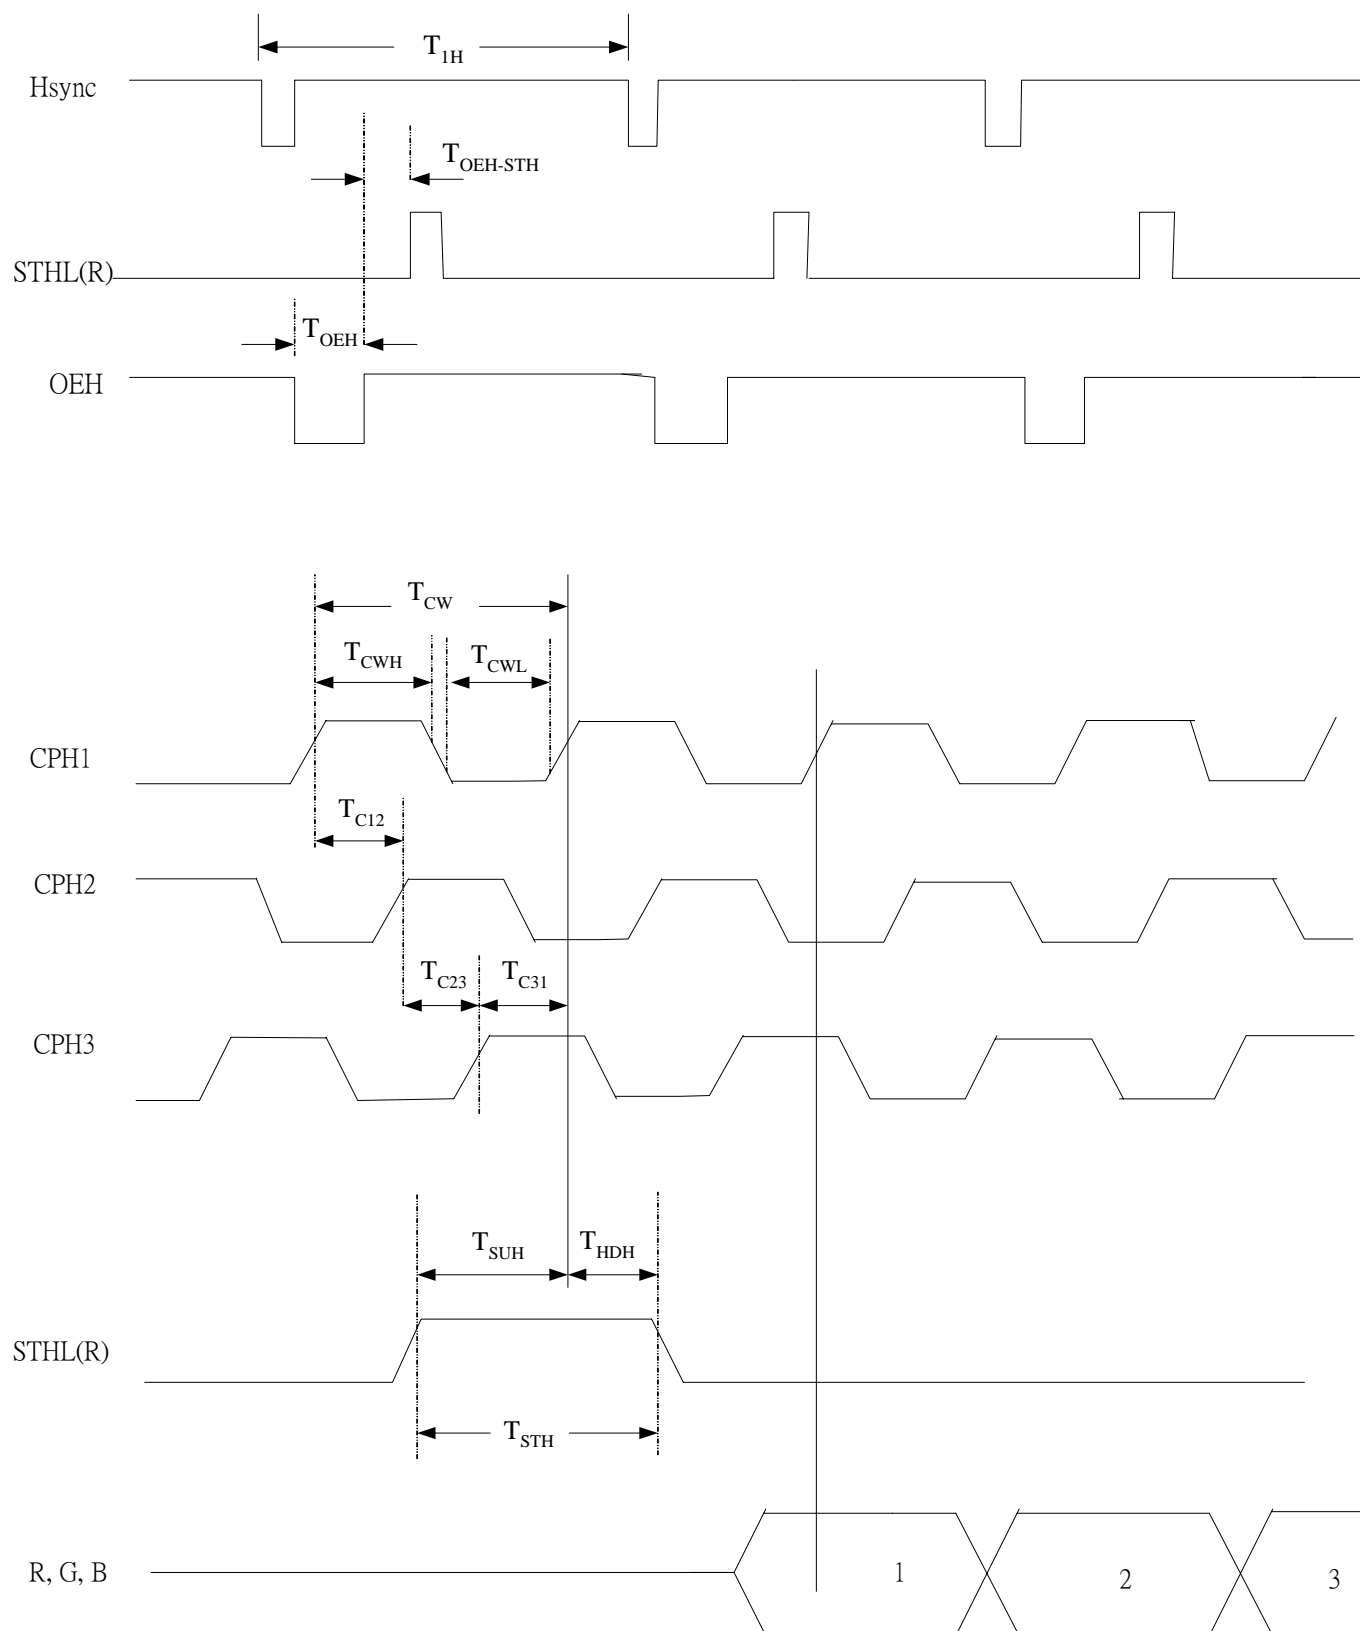 T1H
Hsync
TOEH-STH
STHL(R)
TOEH
OEH
TCW
TCWH
TCWL
CPH1
TC12
CPH2
TC23
TC31
CPH3
TSUH
THDH
STHL(R)
TSTH
R, G, B
1
2
3